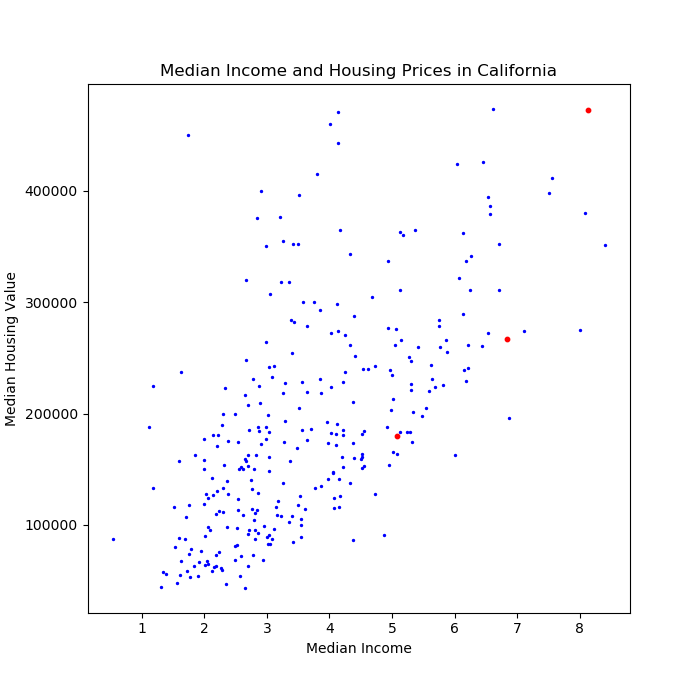 Median Income and Housing Prices in California
400000
300000
200000
100000
Median Housing Value
1 2 3 4 5 6 7 8
Median Income